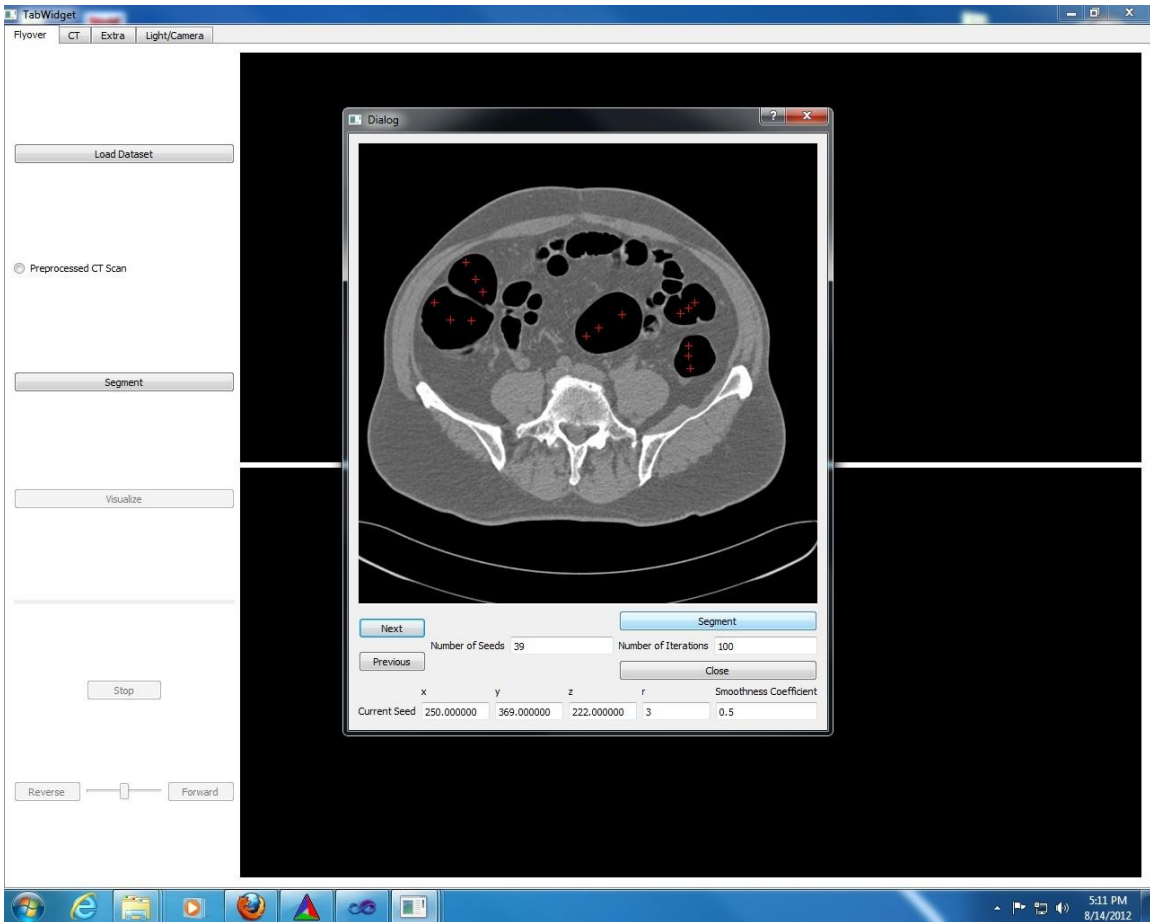 TabWidget
Flyover CT Extra Light/Camera
Load Dataset
Preprocessed CT Scan
Segment
Visualize
Stop
Reverse Forward
Dialog
?
Next
Segment
Number of Seeds 39 Number of Iterations 100
Previous
Close
x y z r Smoothness Coefficient
Current Seed 250.000000 369.000000 222.000000 3 0.5
5:11 PM
8/14/2012